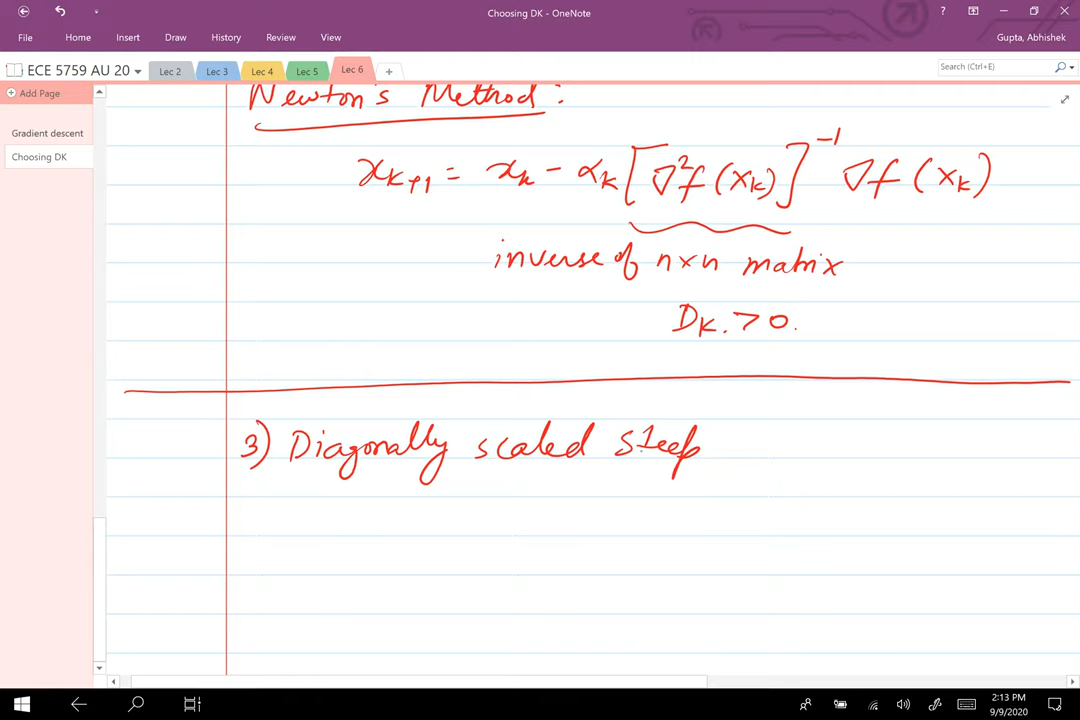 Choosing DK - OneNote
? Gupta, Abhishek
File Home Insert Draw History Review View
ECE 5759 AU 20 Lec 2 Lec 3 Lec 4 Lec 5 Lec 6 + Search (Ctrl+E)
Add Page
Gradient descent
Choosing DK
Newton's Method :
x_{k+1} = x_k - α_k [∇²f(x_k)]^{-1} ∇f(x_k)
inverse of n×n matrix
D_k. > 0.
3) Diagonally scaled steep
2:13 PM
9/9/2020